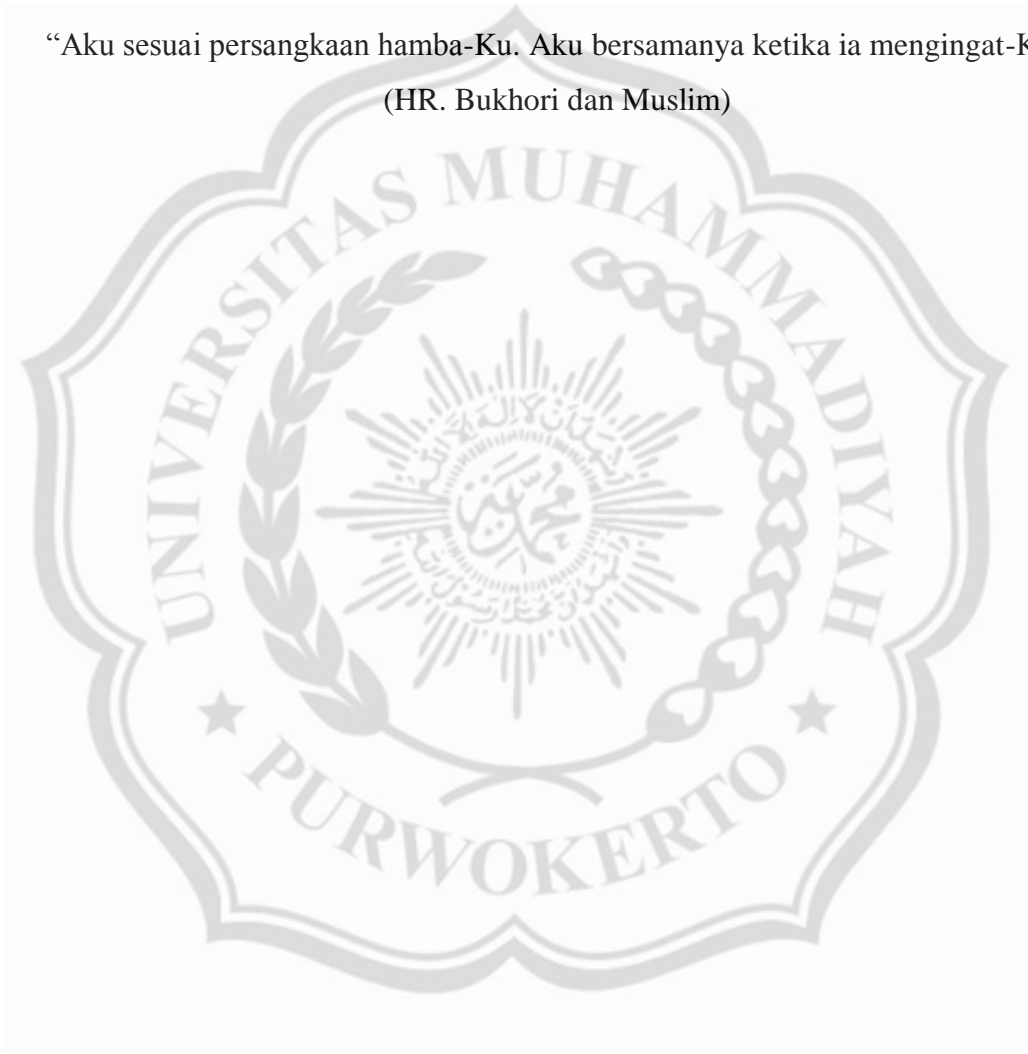 “Aku sesuai persangkaan hamba-Ku. Aku bersamanya ketika ia mengingat-
(HR. Bukhori dan Muslim)
UNIVERSITAS MUHAMMADIYAH
PURWOKERTO